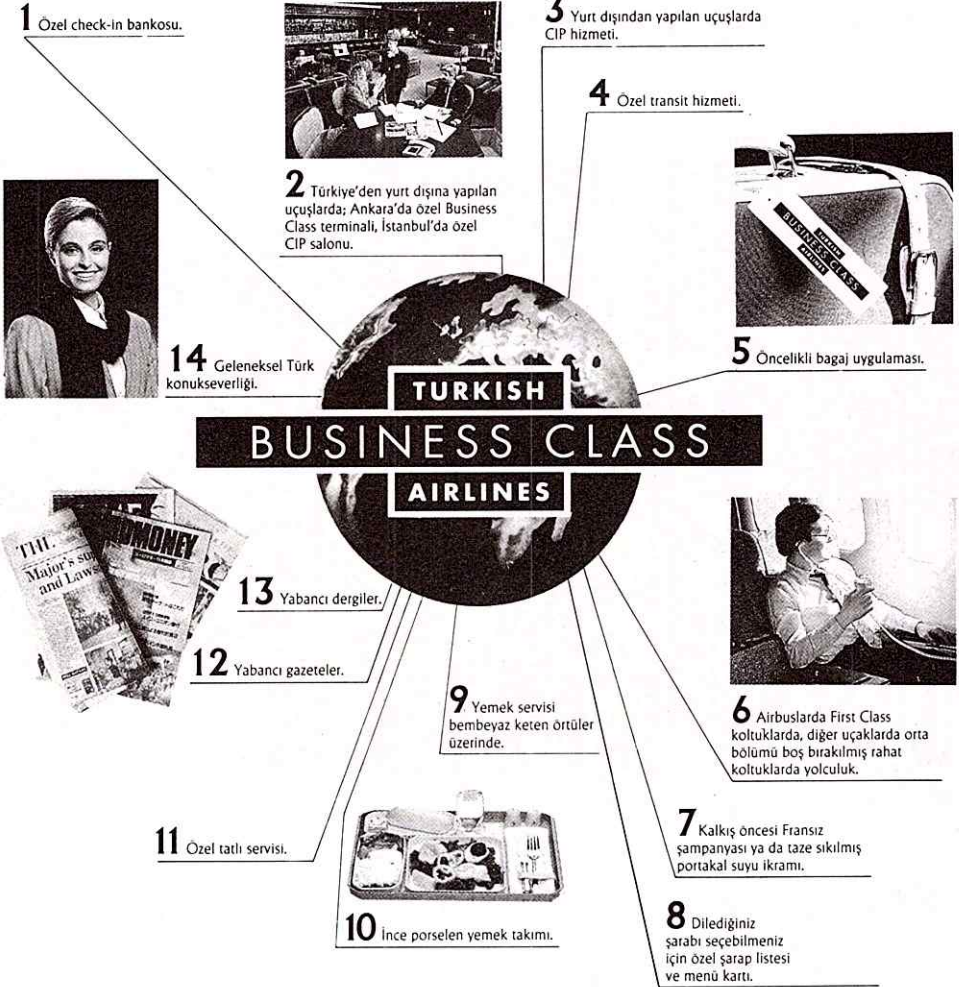 1 Özel check-in bankosu.
2 Türkiye'den yurt dışına yapılan
uçuşlarda; Ankara'da özel Business
Class terminali, İstanbul'da özel
CIP salonu.
3 Yurt dışından yapılan uçuşlarda
CIP hizmeti.
4 Özel transit hizmeti.
TURKISH
BUSINESS CLASS
AIRLINES
5 Öncelikli bagaj uygulaması.
14 Geleneksel Türk
konukseverliği.
TURKISH
BUSINESS CLASS
AIRLINES
THE
Major's
and Laws
MONEY
13 Yabancı dergiler.
12 Yabancı gazeteler.
9 Yemek servisi
bembeyaz keten örtüler
üzerinde.
6 Airbuslarda First Class
koltuklarda, diğer uçaklarda orta
bölümü boş bırakılmış rahat
koltuklarda yolculuk.
11 Özel tatlı servisi.
7 Kalkış öncesi Fransız
şampanyası ya da taze sıkılmış
portakal suyu ikramı.
10 İnce porselen yemek takımı.
8 Dilediğiniz
şarabı seçebilmeniz
için özel şarap listesi
ve menü kartı.